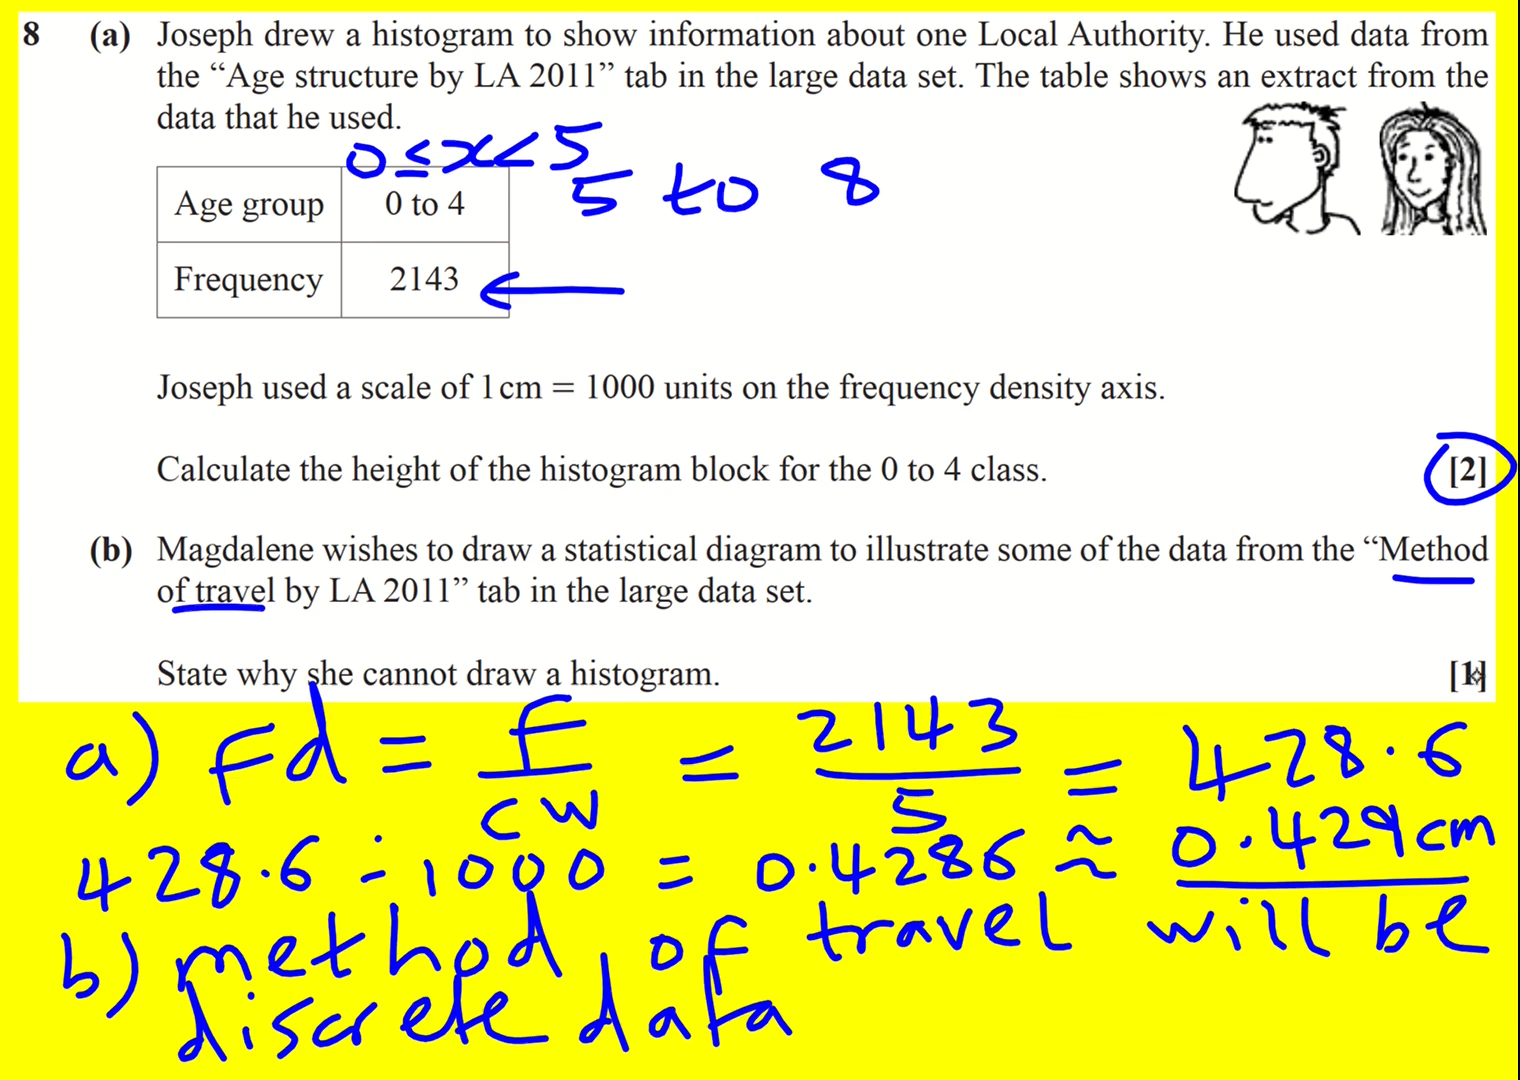 8 (a) Joseph drew a histogram to show information about one Local Authority. He used data from
the “Age structure by LA 2011” tab in the large data set. The table shows an extract from the
data that he used.
0 ≤ x < 5
Age group 0 to 4 5 to 8
Frequency 2143
Joseph used a scale of 1 cm = 1000 units on the frequency density axis.
Calculate the height of the histogram block for the 0 to 4 class. [2]
(b) Magdalene wishes to draw a statistical diagram to illustrate some of the data from the “Method
of travel by LA 2011” tab in the large data set.
State why she cannot draw a histogram. [1]
a) Fd = f/cw = 2143/5 = 428.6
428.6 ÷ 1000 = 0.4286 ≈ 0.429cm
b) method of travel will be
discrete data